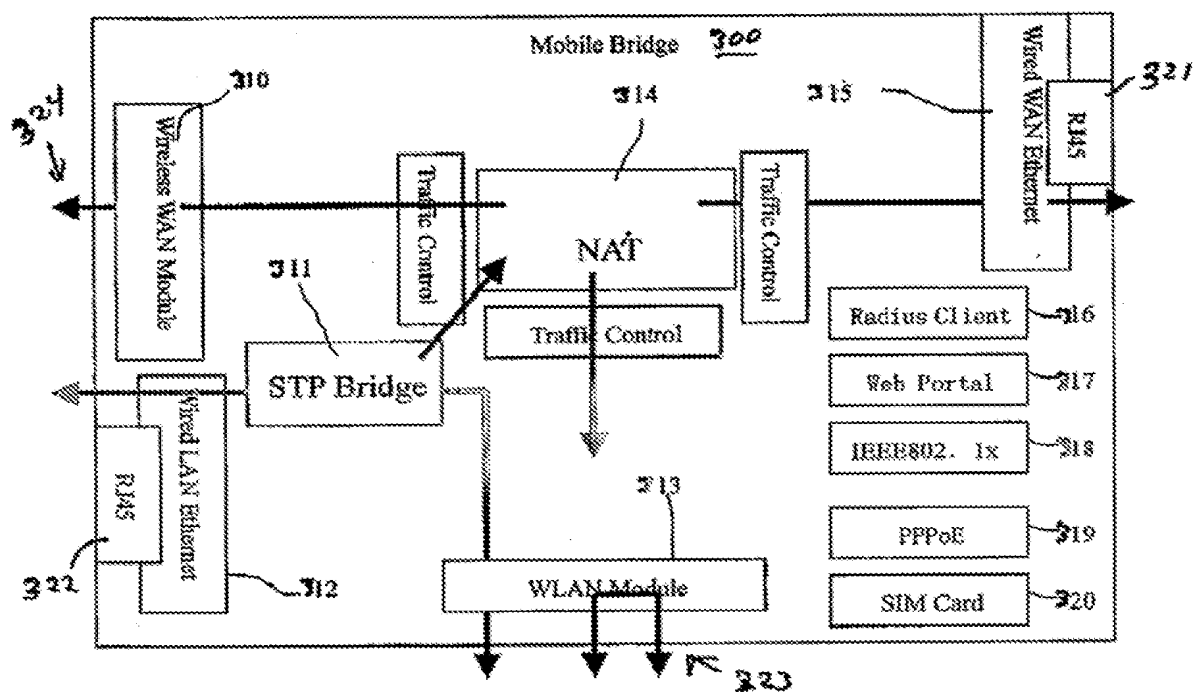 Mobile Bridge 300
324
310
314
315
321
Wireless WAN Module
Traffic Control
NAT
Traffic Control
Wired WAN Ethernet
RJ45
311
Traffic Control
STP Bridge
Radius Client 316
Web Portal 317
IEEE802. 1x 318
PPPoE 319
SIM Card 320
Wired LAN Ethernet
RJ45
322
312
313
WLAN Module
323